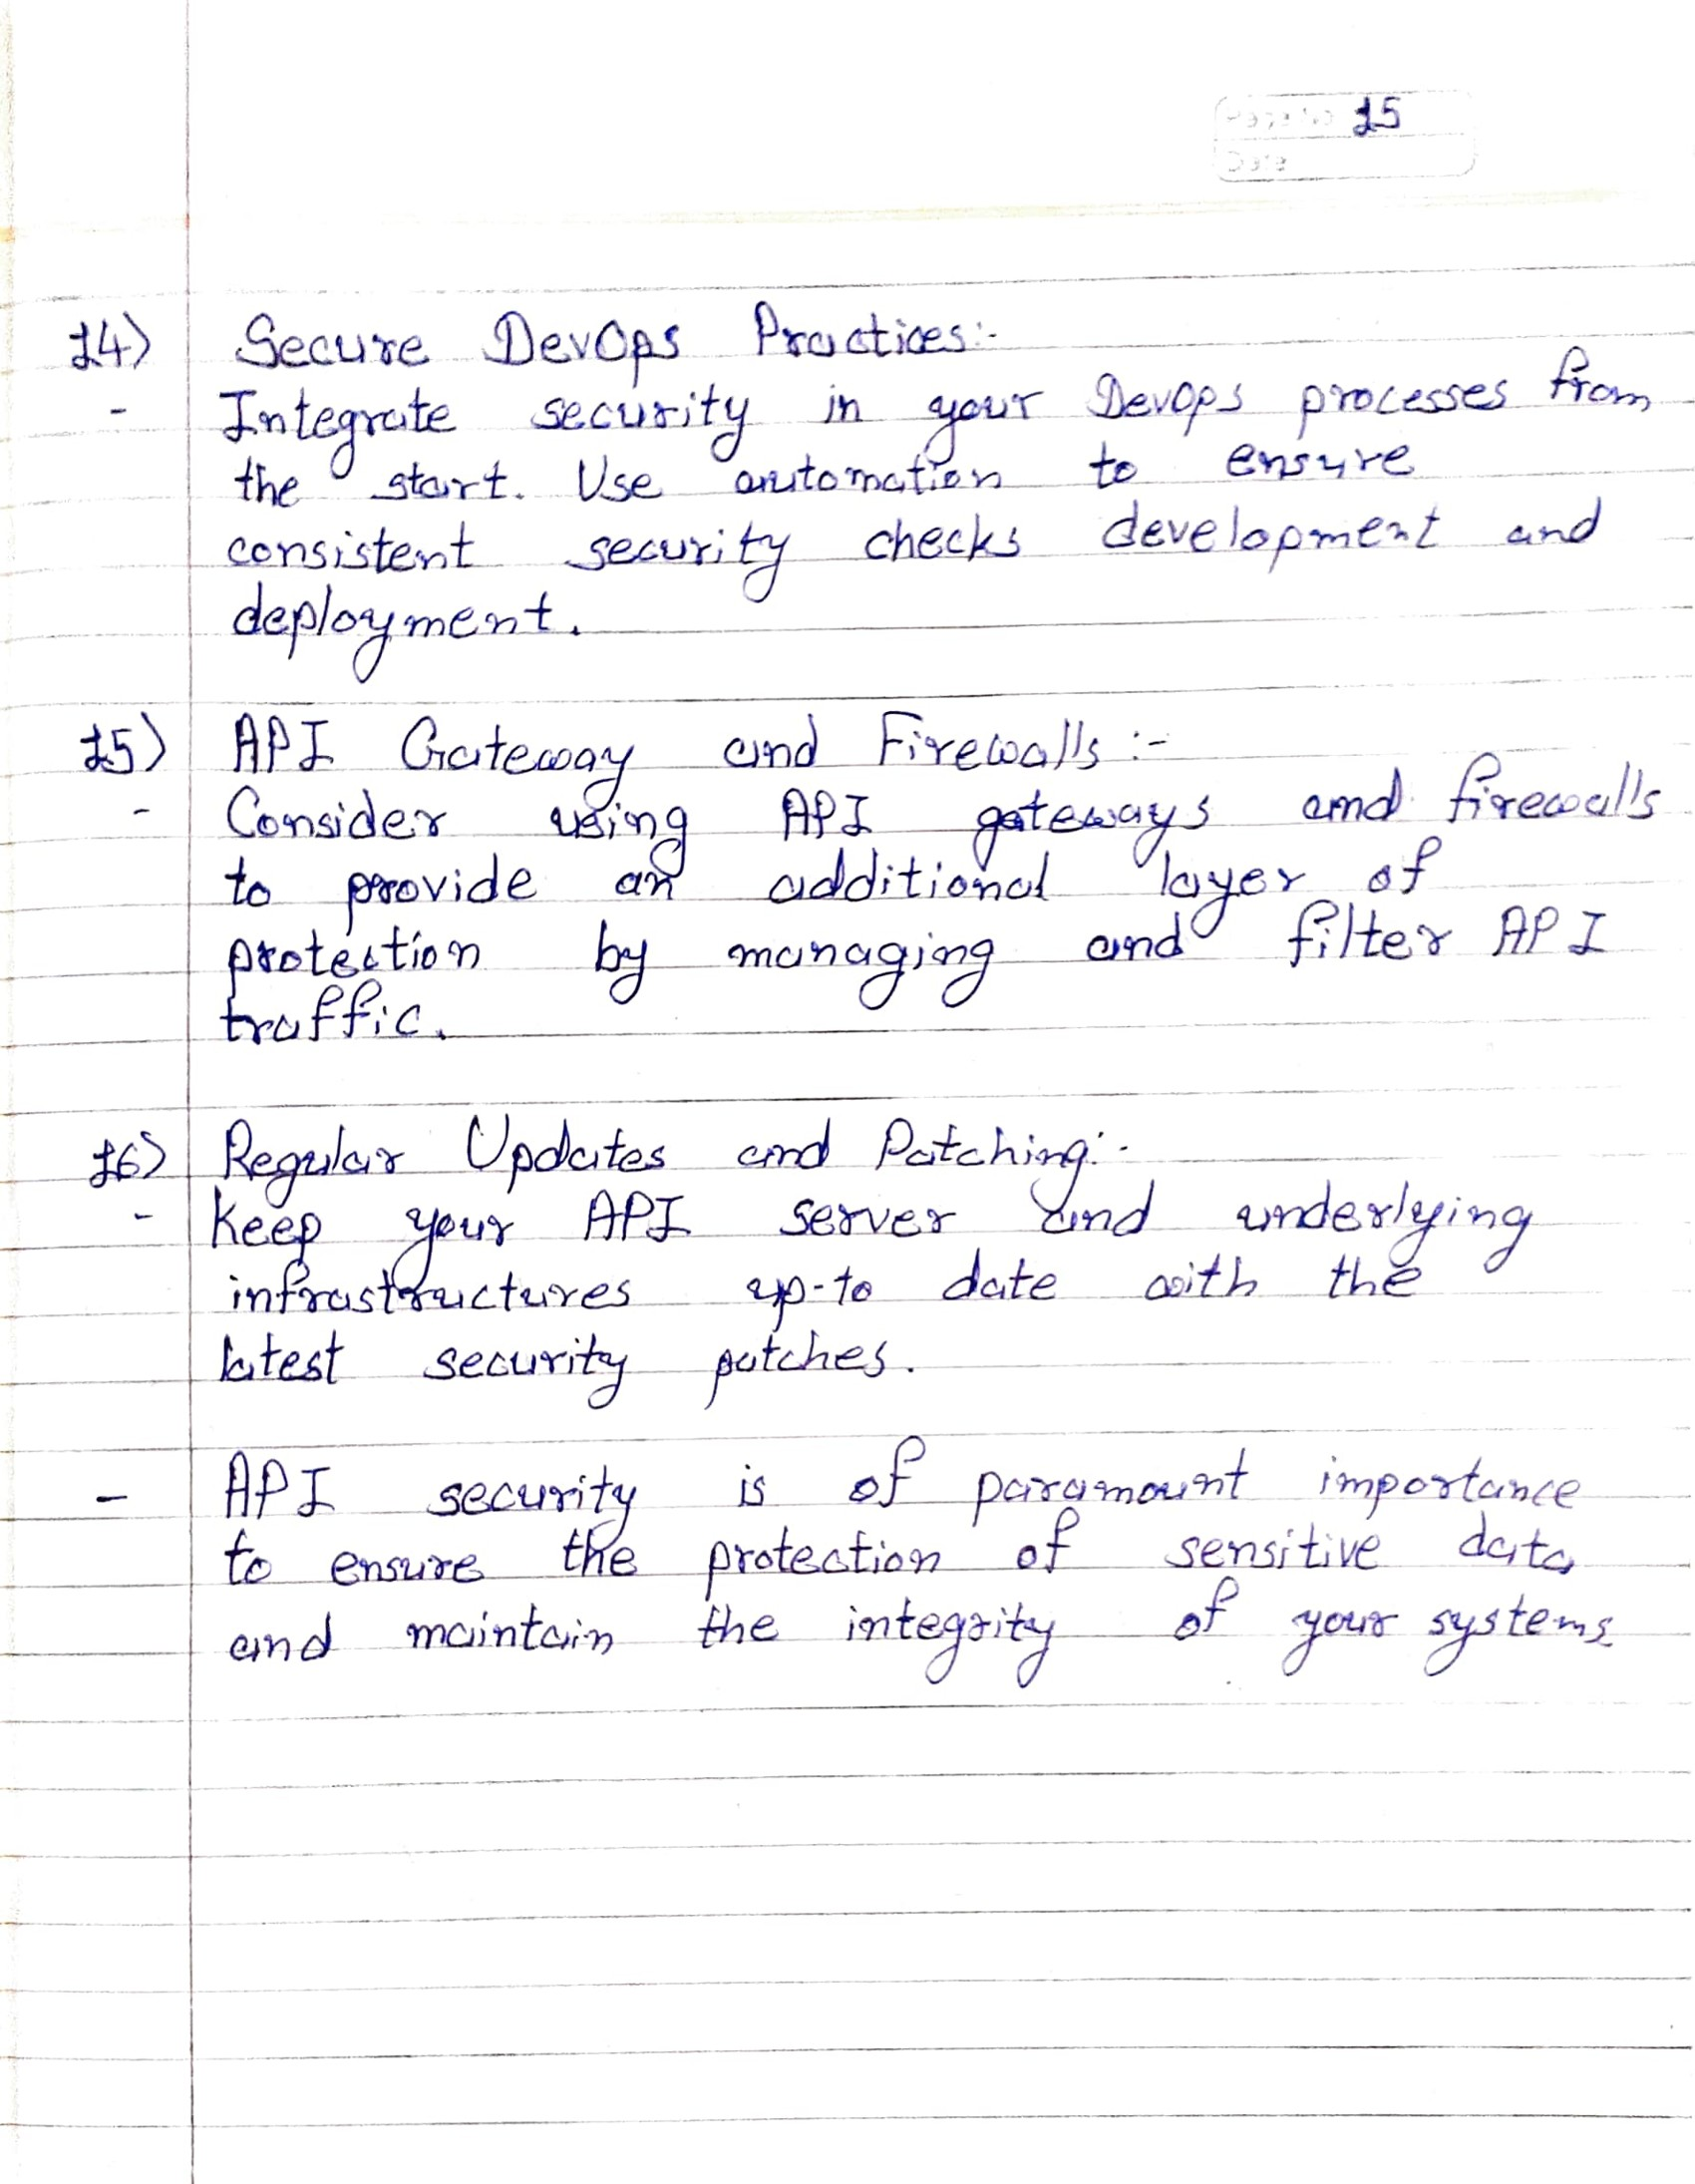 Page No 15
Date
14) Secure DevOps Practices:-
- Integrate security in your Devops processes from
the start. Use automation to ensure
consistent security checks development and
deployment.
15) API Gateway and Firewalls :-
- Consider using API gateways and firewalls
to provide an additional layer of
protection by managing and filter API
traffic.
16) Regular Updates and Patching:-
- Keep your API server and underlying
infrastructures up-to date with the
latest security patches.
- API security is of paramount importance
to ensure the protection of sensitive data
and maintain the integrity of your systems